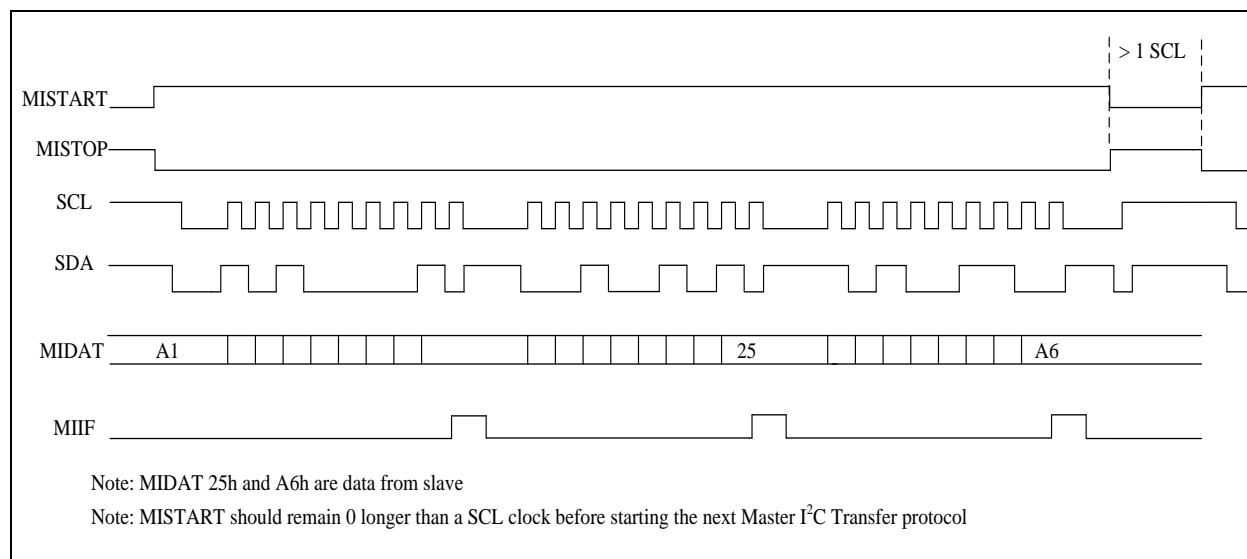 > 1 SCL
MISTART
MISTOP
SCL
SDA
MIDAT A1 25 A6
MIIF
Note: MIDAT 25h and A6h are data from slave
Note: MISTART should remain 0 longer than a SCL clock before starting the next Master I²C Transfer protocol